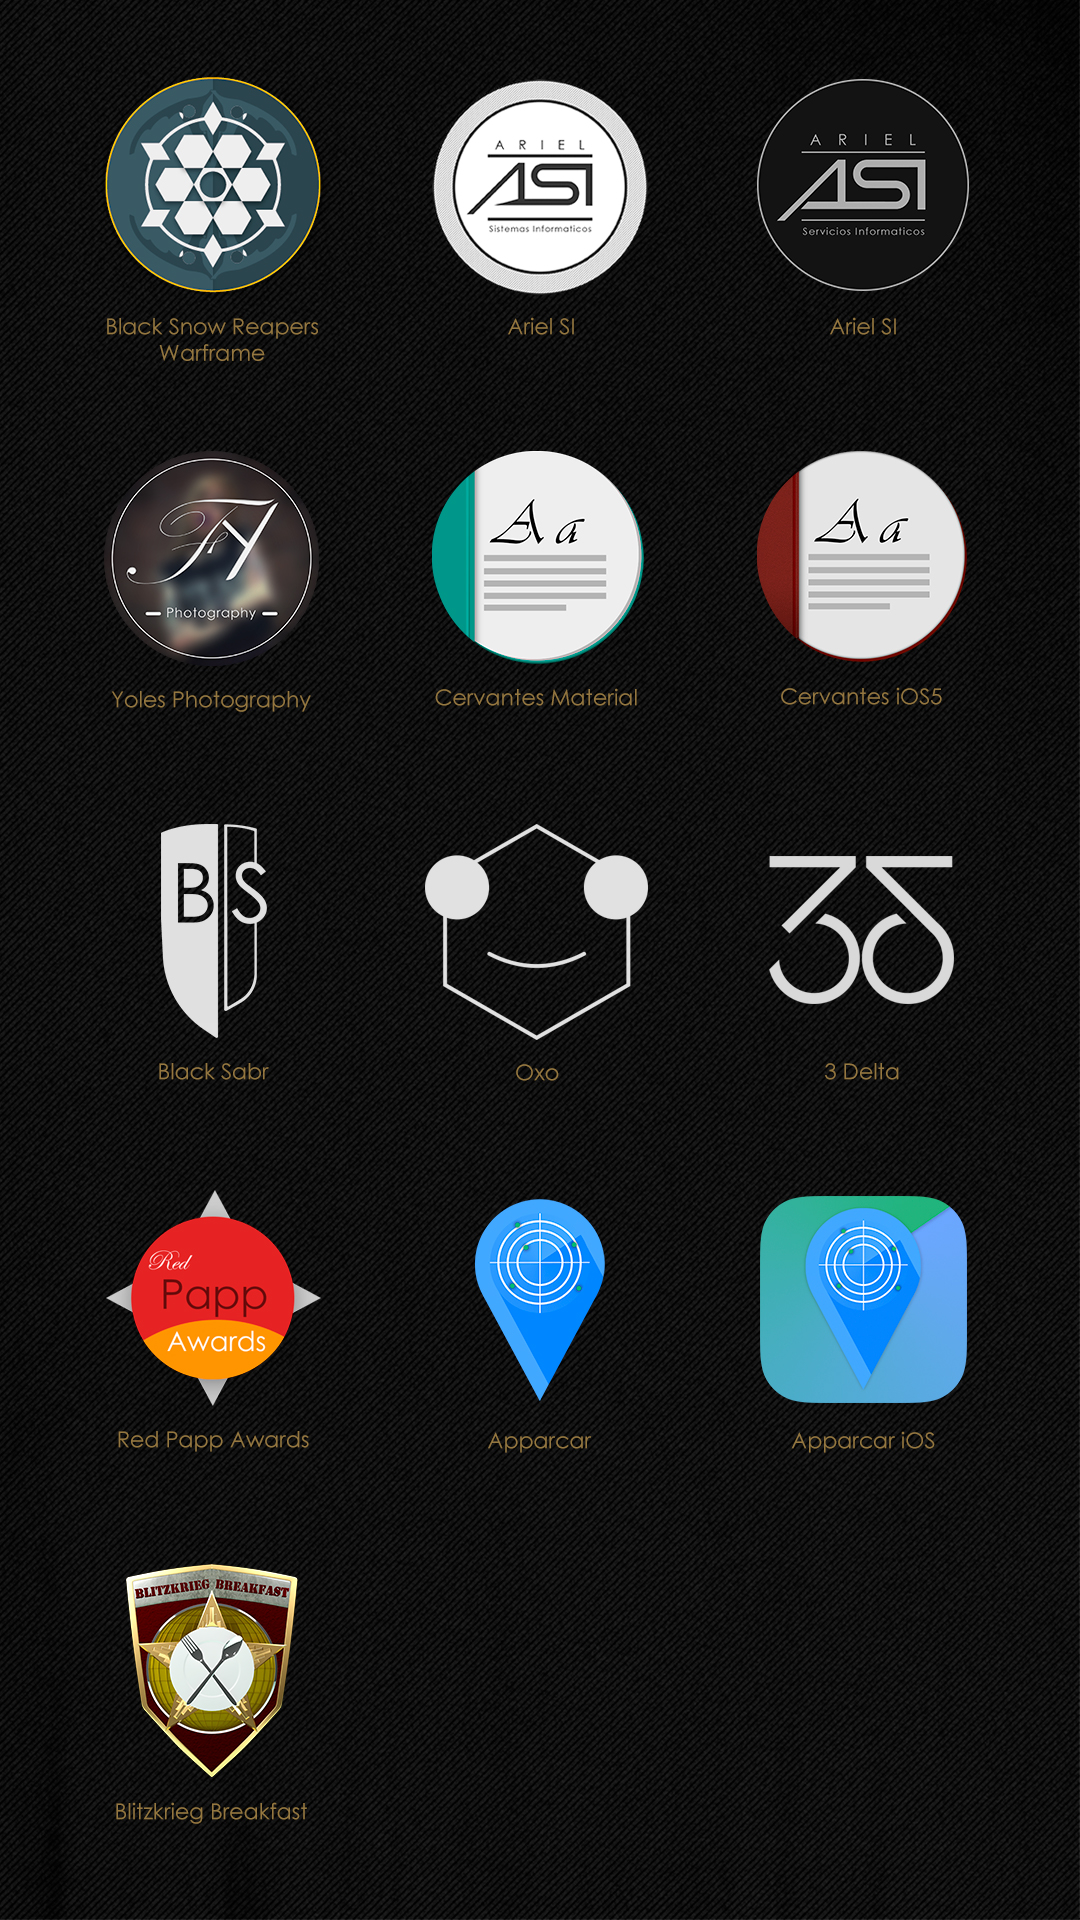 ARIEL
ASI
Sistemas Informaticos
ARIEL
ASI
Servicios Informaticos
Black Snow Reapers
Warframe
Ariel SI
Ariel SI
FY
Photography
Aa
Aa
Yoles Photography
Cervantes Material
Cervantes iOS5
BS
3δ
Black Sabr
Oxo
3 Delta
Red
Papp
Awards
Red Papp Awards
Apparcar
Apparcar iOS
BLITZKRIEG BREAKFAST
Blitzkrieg Breakfast